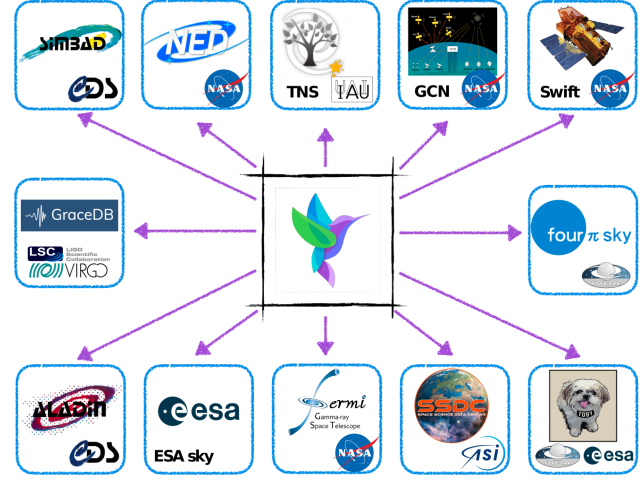 SiMBAD
CDS
NED
NASA
TNS
IAU
GCN
NASA
Swift
NASA
GraceDB
LSC
LIGO
Scientific
Collaboration
VIRGO
four π sky
ALADiN
CDS
esa
ESA sky
Fermi
Gamma-ray
Space Telescope
NASA
SSDC
SPACE SCIENCE DATA CENTER
ASI
TOBY
esa